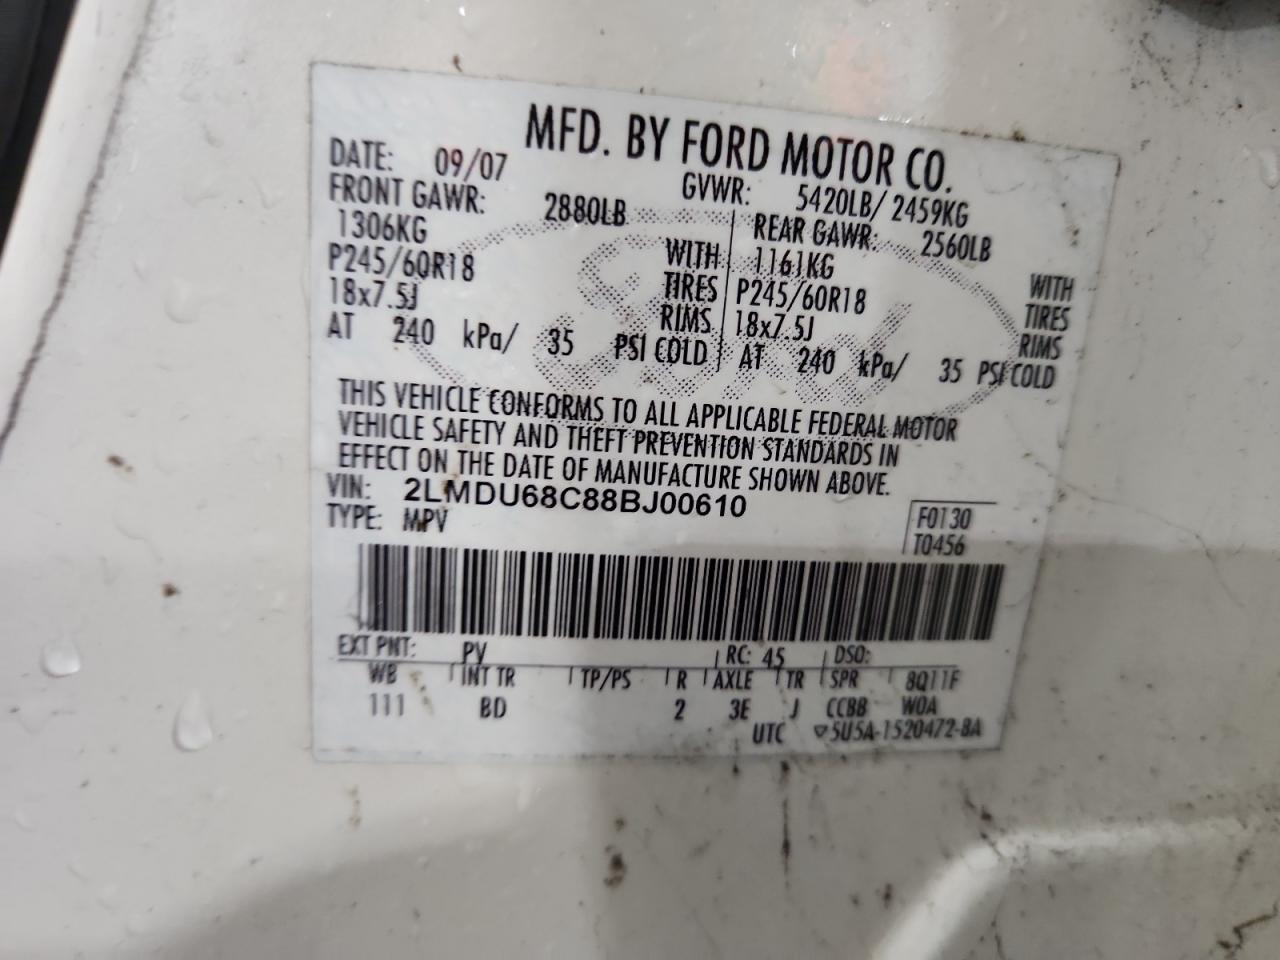 MFD. BY FORD MOTOR CO.
DATE: 09/07 GVWR: 5420LB/ 2459KG
FRONT GAWR: 2880LB REAR GAWR: 2560LB
1306KG WITH 1161KG WITH
P245/60R18 TIRES P245/60R18 TIRES
18x7.5J RIMS 18x7.5J RIMS
AT 240 kPa/ 35 PSI COLD AT 240 kPa/ 35 PSI COLD
THIS VEHICLE CONFORMS TO ALL APPLICABLE FEDERAL MOTOR
VEHICLE SAFETY AND THEFT PREVENTION STANDARDS IN
EFFECT ON THE DATE OF MANUFACTURE SHOWN ABOVE.
VIN: 2LMDU68C88BJ00610
TYPE: MPV
F0130
T0456
EXT PNT: PV RC: 45 DSO:
WB INT TR TP/PS R AXLE TR SPR 8Q11F
111 BD 2 3E J CCBB WOA
UTC ▽5U5A-1520472-BA